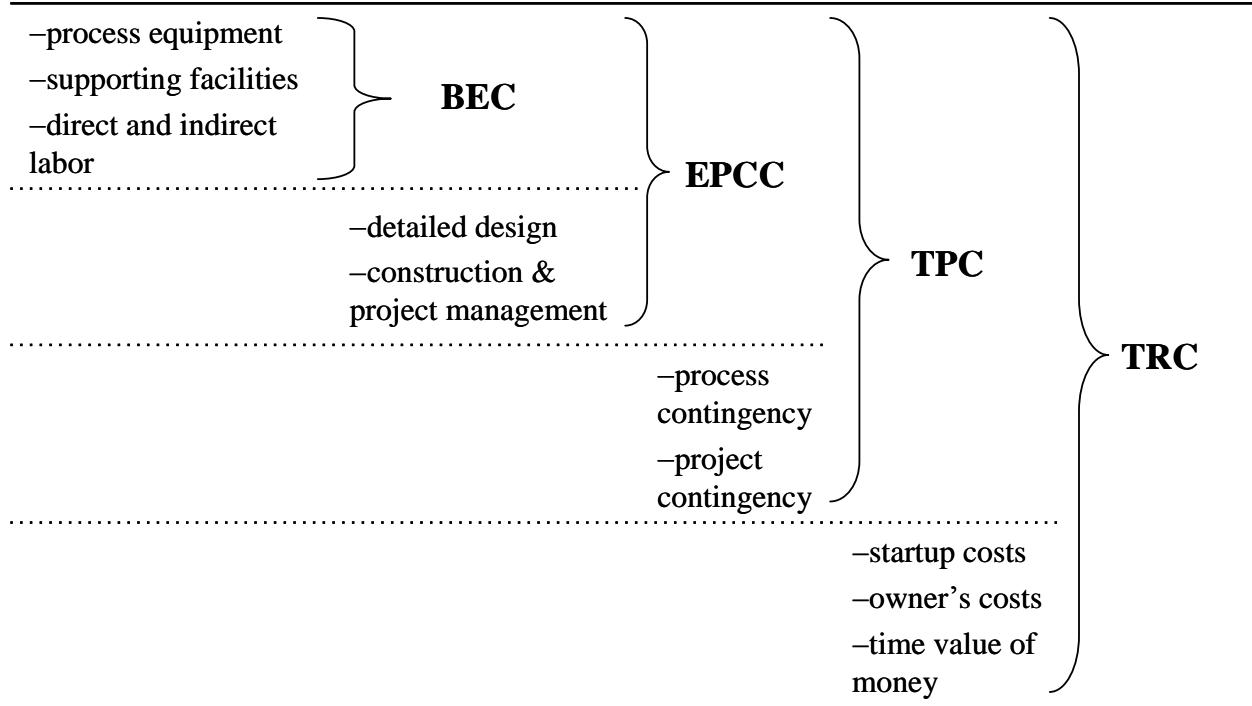 –process equipment
–supporting facilities
–direct and indirect
labor
BEC
EPCC
–detailed design
–construction &
project management
TPC
TRC
–process
contingency
–project
contingency
–startup costs
–owner’s costs
–time value of
money